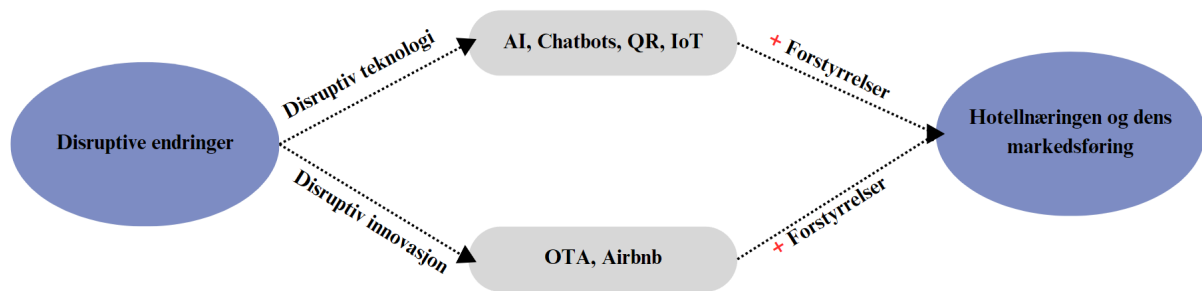 Disruptive endringer
Disruptiv teknologi
AI, Chatbots, QR, IoT
+ Forstyrrelser
Disruptiv innovasjon
OTA, Airbnb
+ Forstyrrelser
Hotellnæringen og dens
markedsføring